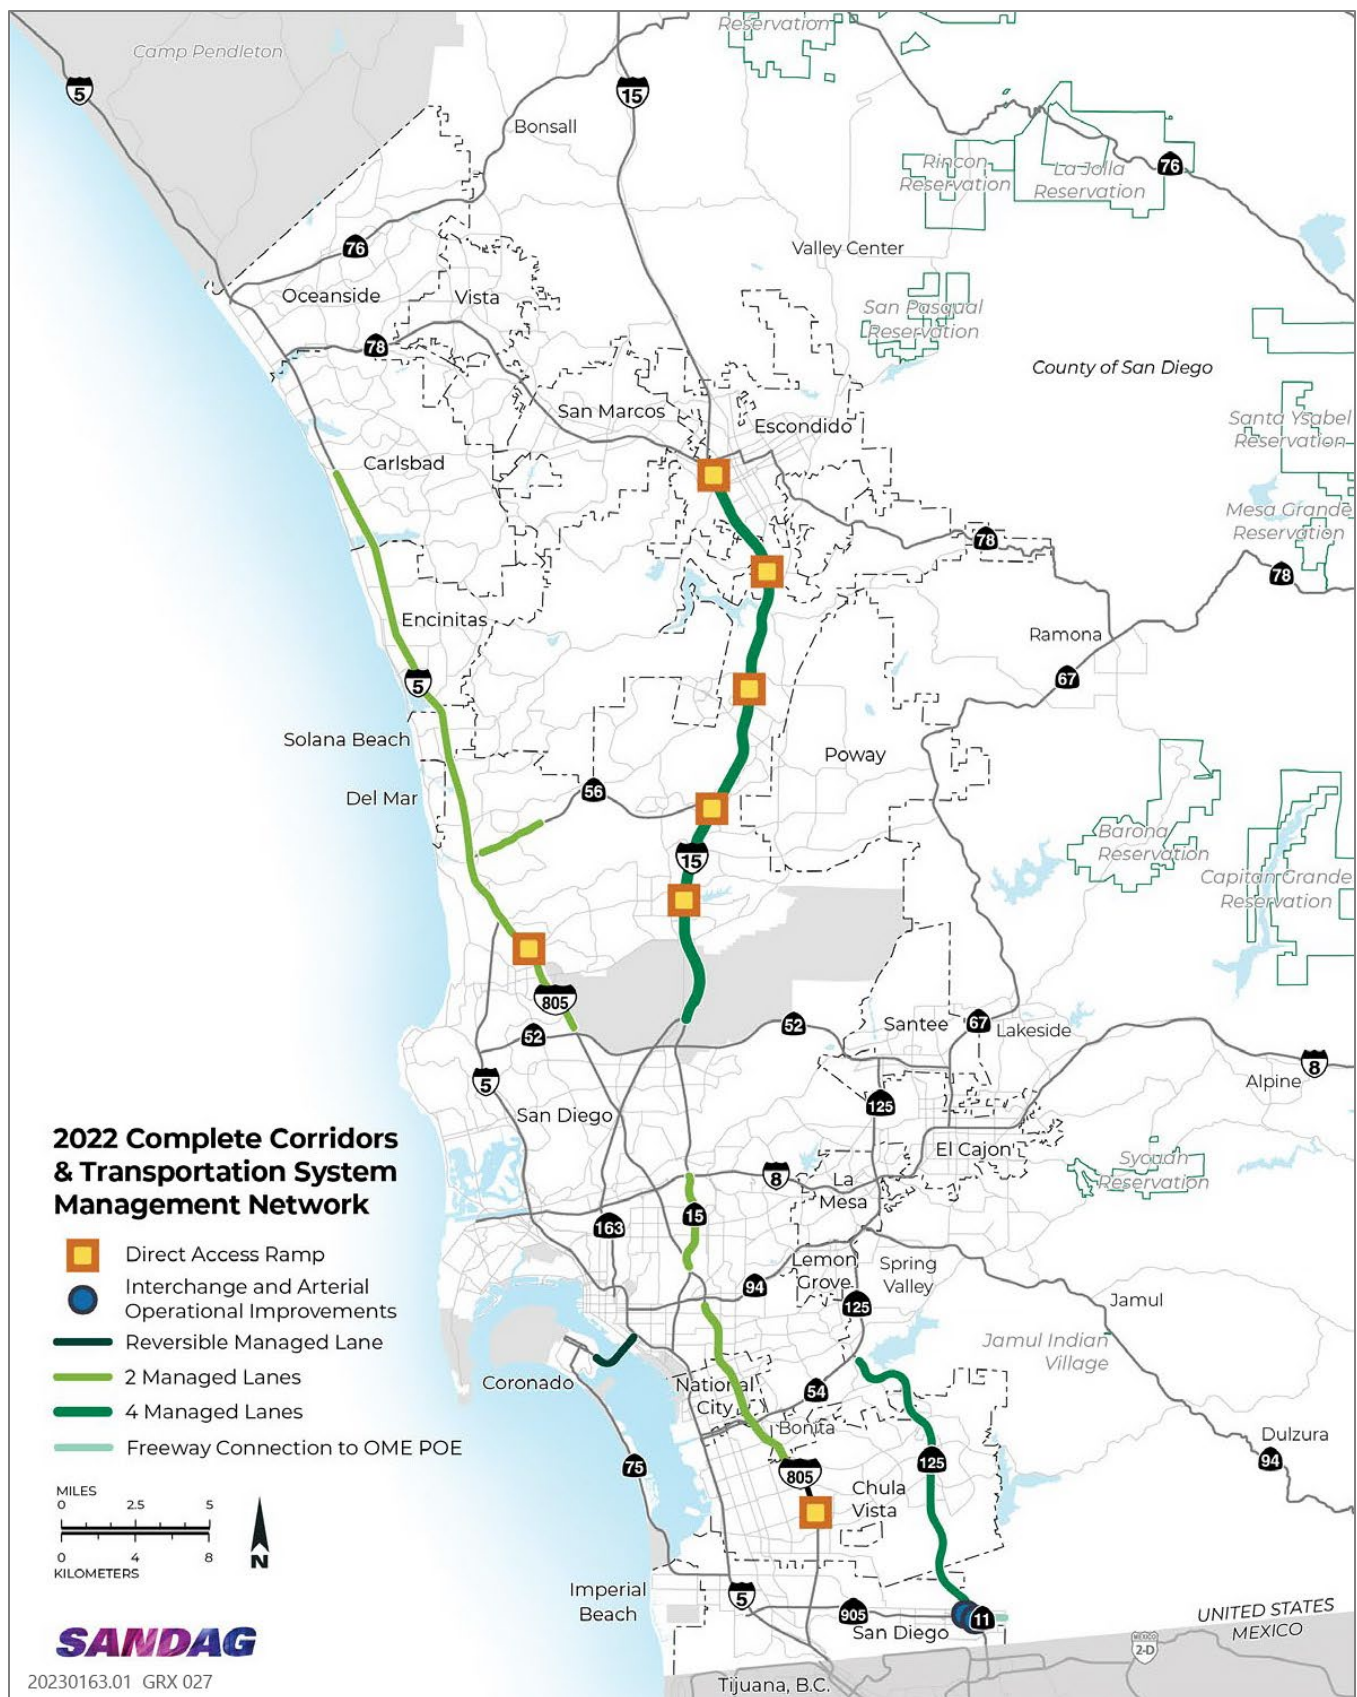 Reservation
Camp Pendleton
5
15
Bonsall
Rincon
Reservation
La Jolla
Reservation
76
76
Valley Center
Oceanside
Vista
San Pasqual
Reservation
78
County of San Diego
San Marcos
Escondido
Santa Ysabel
Reservation
Carlsbad
Mesa Grande
Reservation
78
78
Encinitas
Ramona
67
5
Solana Beach
Poway
56
Del Mar
Barona
Reservation
15
Capitan Grande
Reservation
805
52
52
Santee
67
Lakeside
8
Alpine
5
125
San Diego
El Cajon
Sycuan
Reservation
8
La
Mesa
15
163
Lemon
Grove
Spring
Valley
94
125
Jamul
Jamul Indian
Village
Coronado
National
City
54
Bonita
Dulzura
94
75
125
805
Chula
Vista
Imperial
Beach
5
905
11
San Diego
UNITED STATES
MEXICO
MEXICO
2-D
Tijuana, B.C.
2022 Complete Corridors
& Transportation System
Management Network
Direct Access Ramp
Interchange and Arterial
Operational Improvements
Reversible Managed Lane
2 Managed Lanes
4 Managed Lanes
Freeway Connection to OME POE
MILES
0 2.5 5
0 4 8
KILOMETERS
N
SANDAG
20230163.01 GRX 027